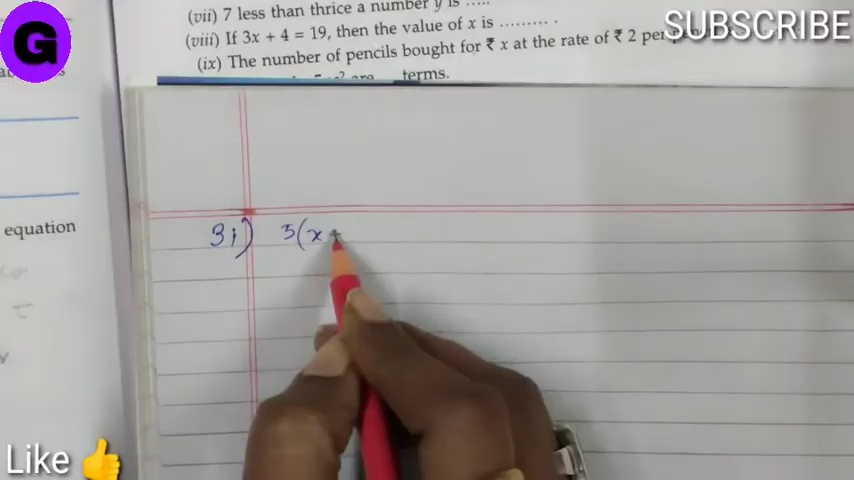 (vii) 7 less than thrice a number y is .....
(viii) If 3x + 4 = 19, then the value of x is .........
(ix) The number of pencils bought for ₹ x at the rate of ₹ 2 per
terms.
SUBSCRIBE
G
equation
3i) 3(x
Like 👍